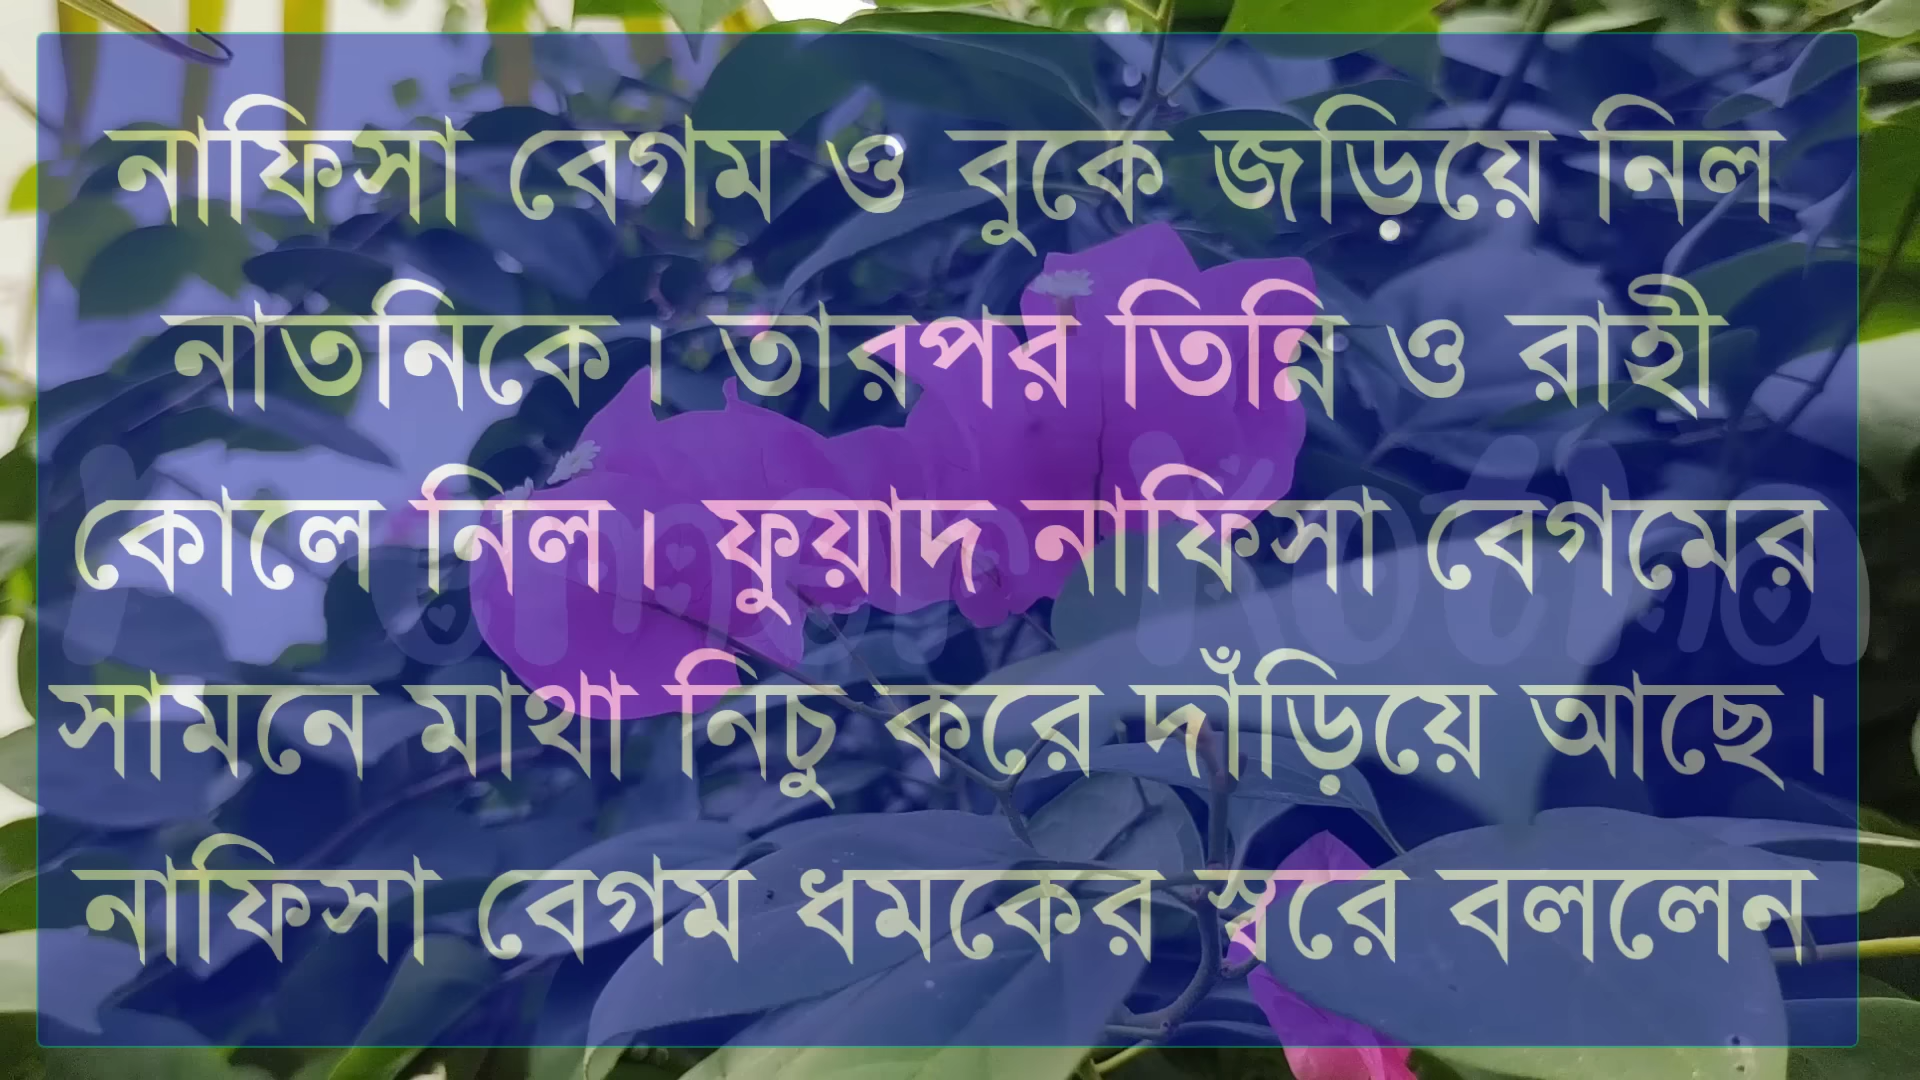 নাফিসা বেগম ও বুকে জড়িয়ে নিল
নাতনিকে। তারপর তিন্নি ও রাহী
কোলে নিল। ফুয়াদ নাফিসা বেগমের
সামনে মাথা নিচু করে দাঁড়িয়ে আছে।
নাফিসা বেগম ধমকের স্বরে বললেন